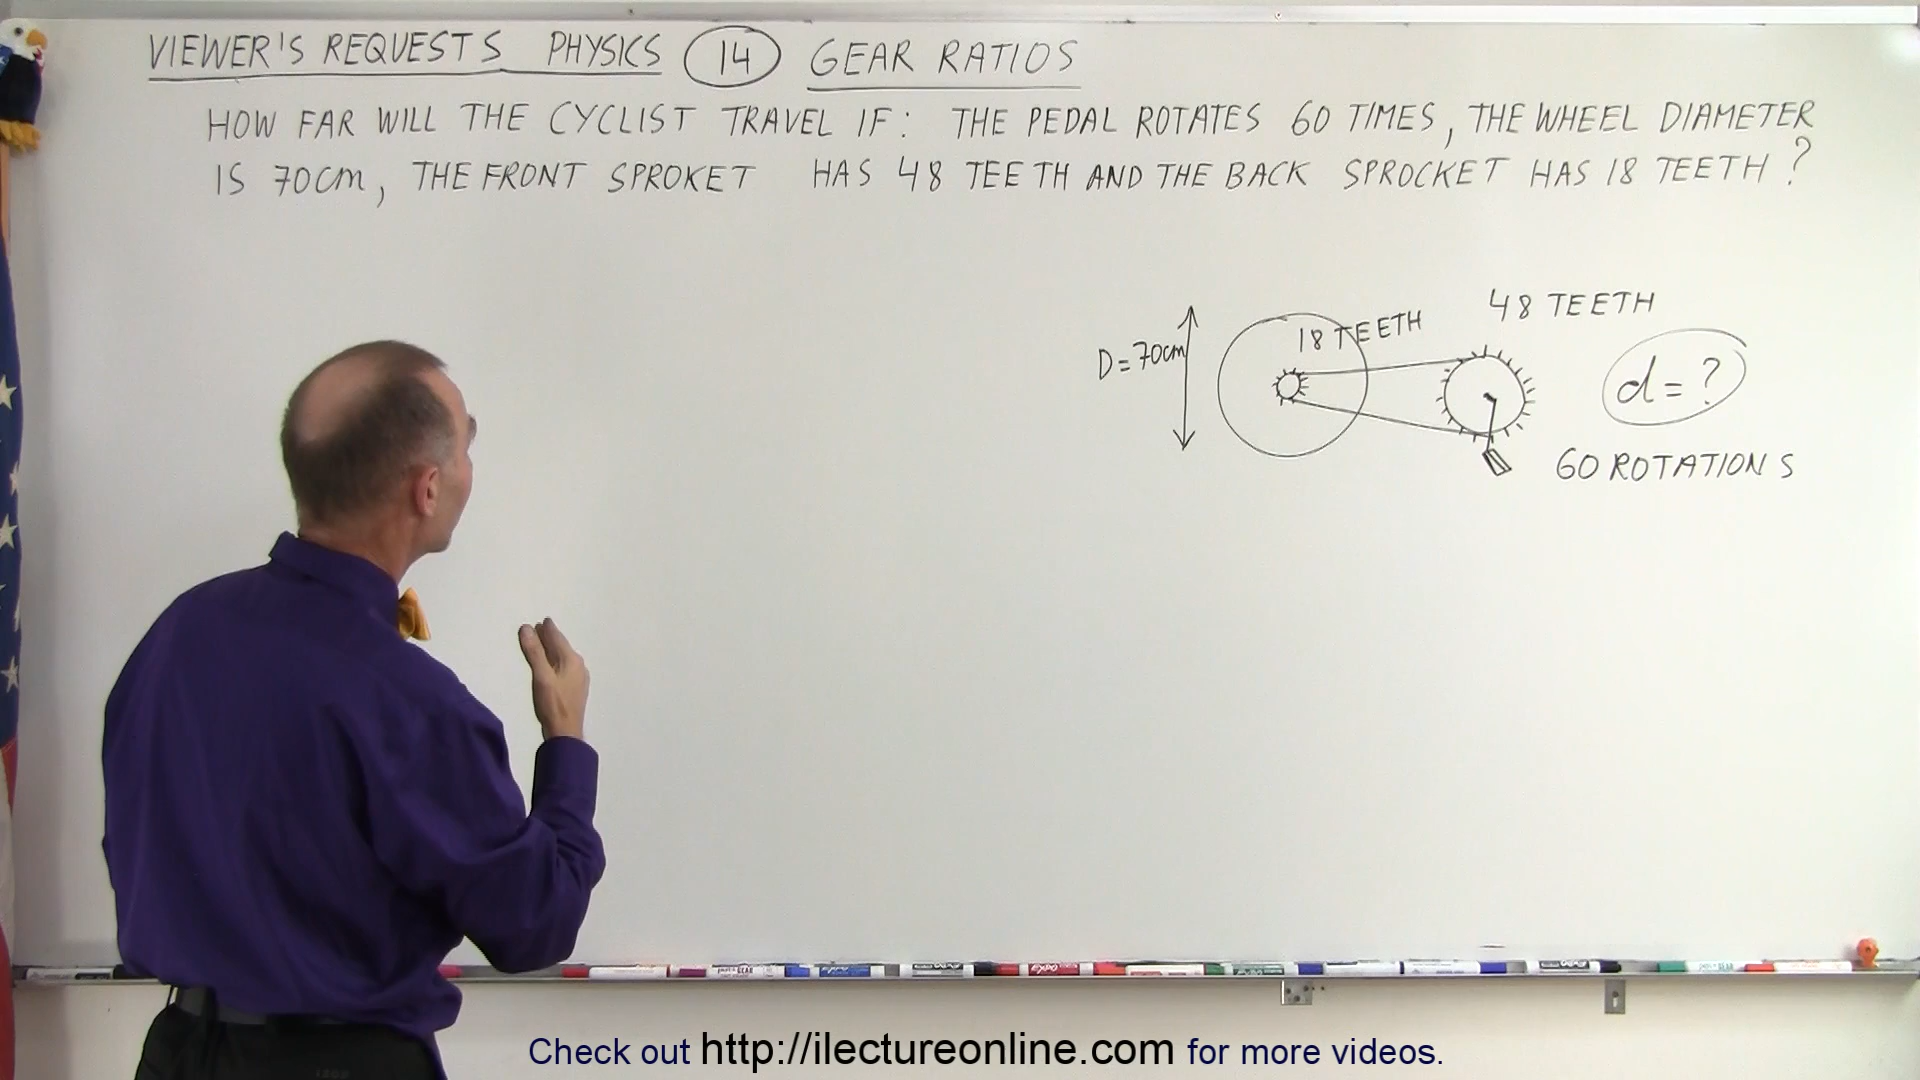 VIEWER'S REQUESTS PHYSICS 14 GEAR RATIOS
HOW FAR WILL THE CYCLIST TRAVEL IF: THE PEDAL ROTATES 60 TIMES, THE WHEEL DIAMETER
IS 70cm, THE FRONT SPROKET HAS 48 TEETH AND THE BACK SPROCKET HAS 18 TEETH?
48 TEETH
18 TEETH
D=70cm
d=?
60 ROTATIONS
Check out http://ilectureonline.com for more videos.